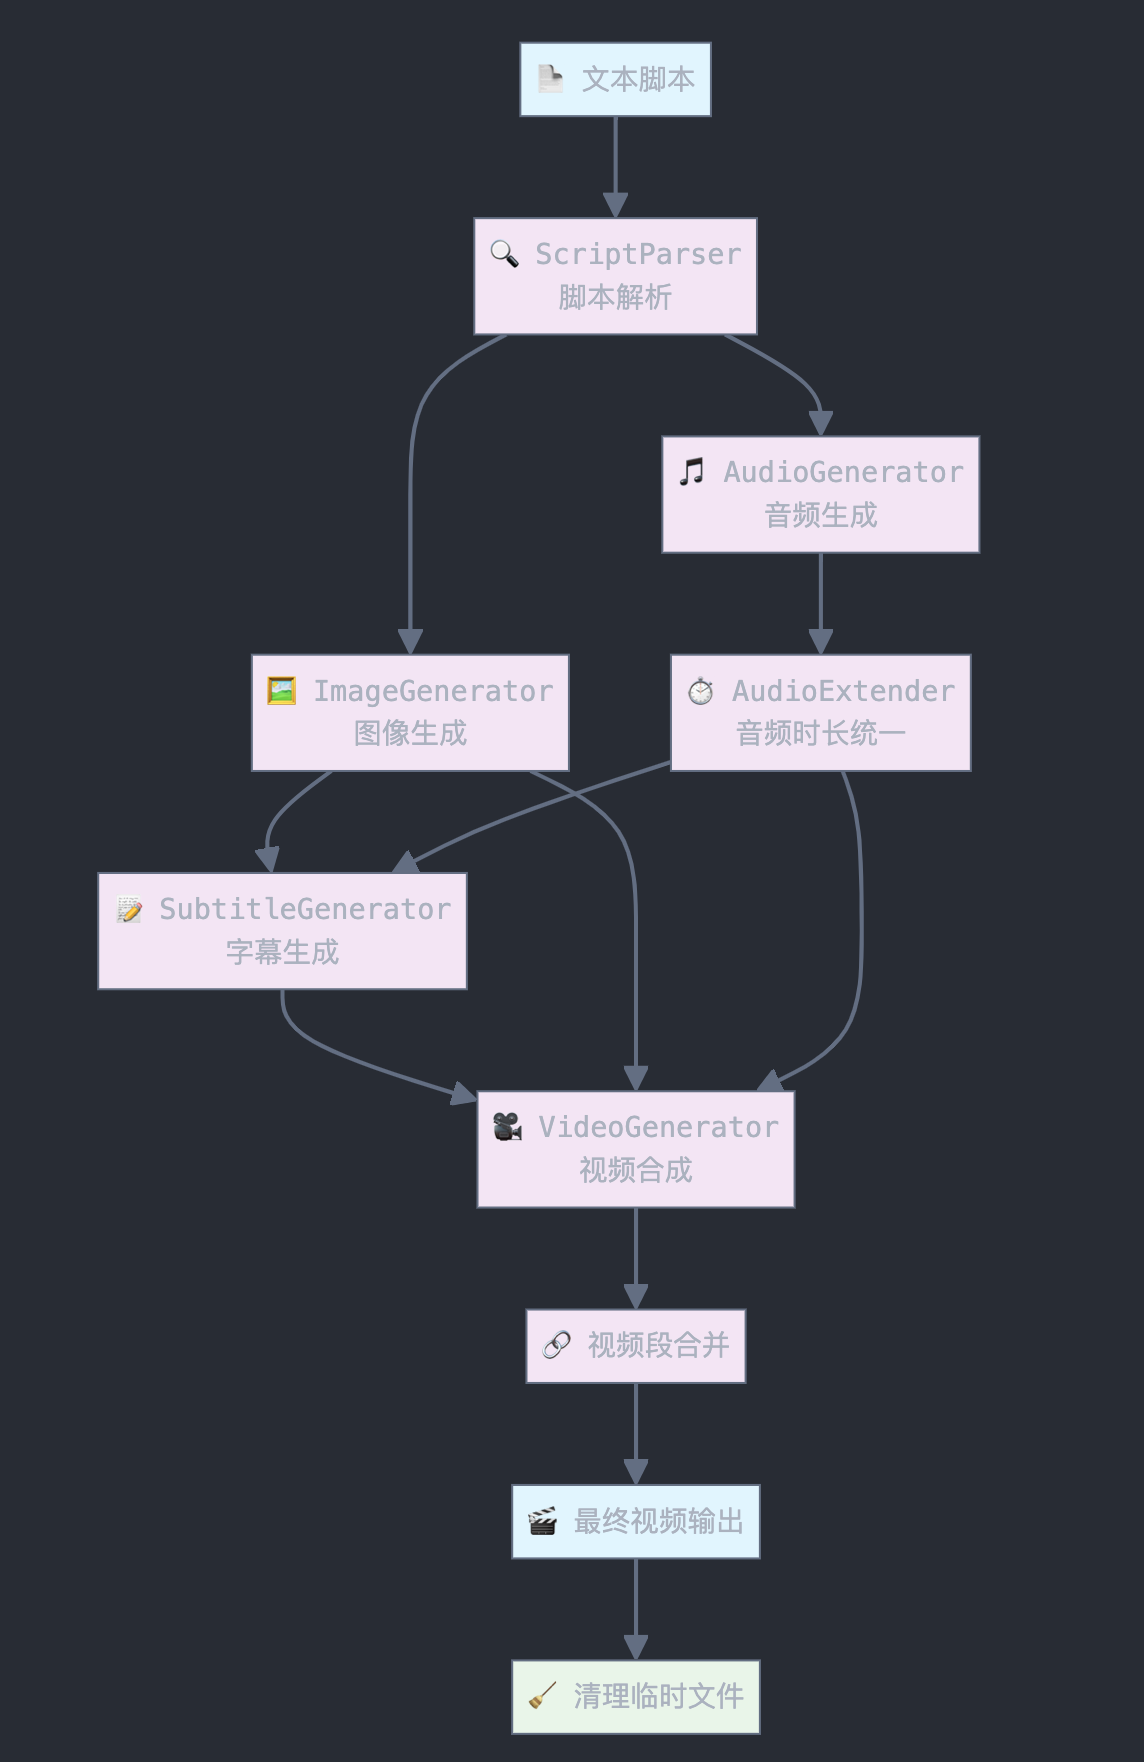 文本脚本
ScriptParser
脚本解析
AudioGenerator
音频生成
ImageGenerator
图像生成
AudioExtender
音频时长统一
SubtitleGenerator
字幕生成
VideoGenerator
视频合成
视频段合并
最终视频输出
清理临时文件